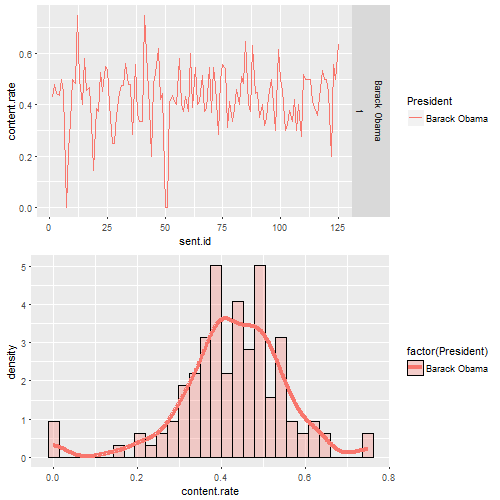 content.rate
0.6
0.4
0.2
0.0
0 25 50 75 100 125
sent.id
Barack Obama
1
President
Barack Obama
density
5
4
3
2
1
0
0.0 0.2 0.4 0.6 0.8
content.rate
factor(President)
Barack Obama